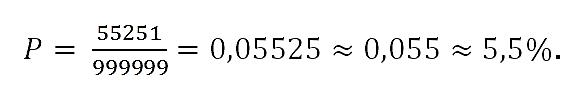 P = 55251/999999 = 0,05525 ≈ 0,055 ≈ 5,5%.